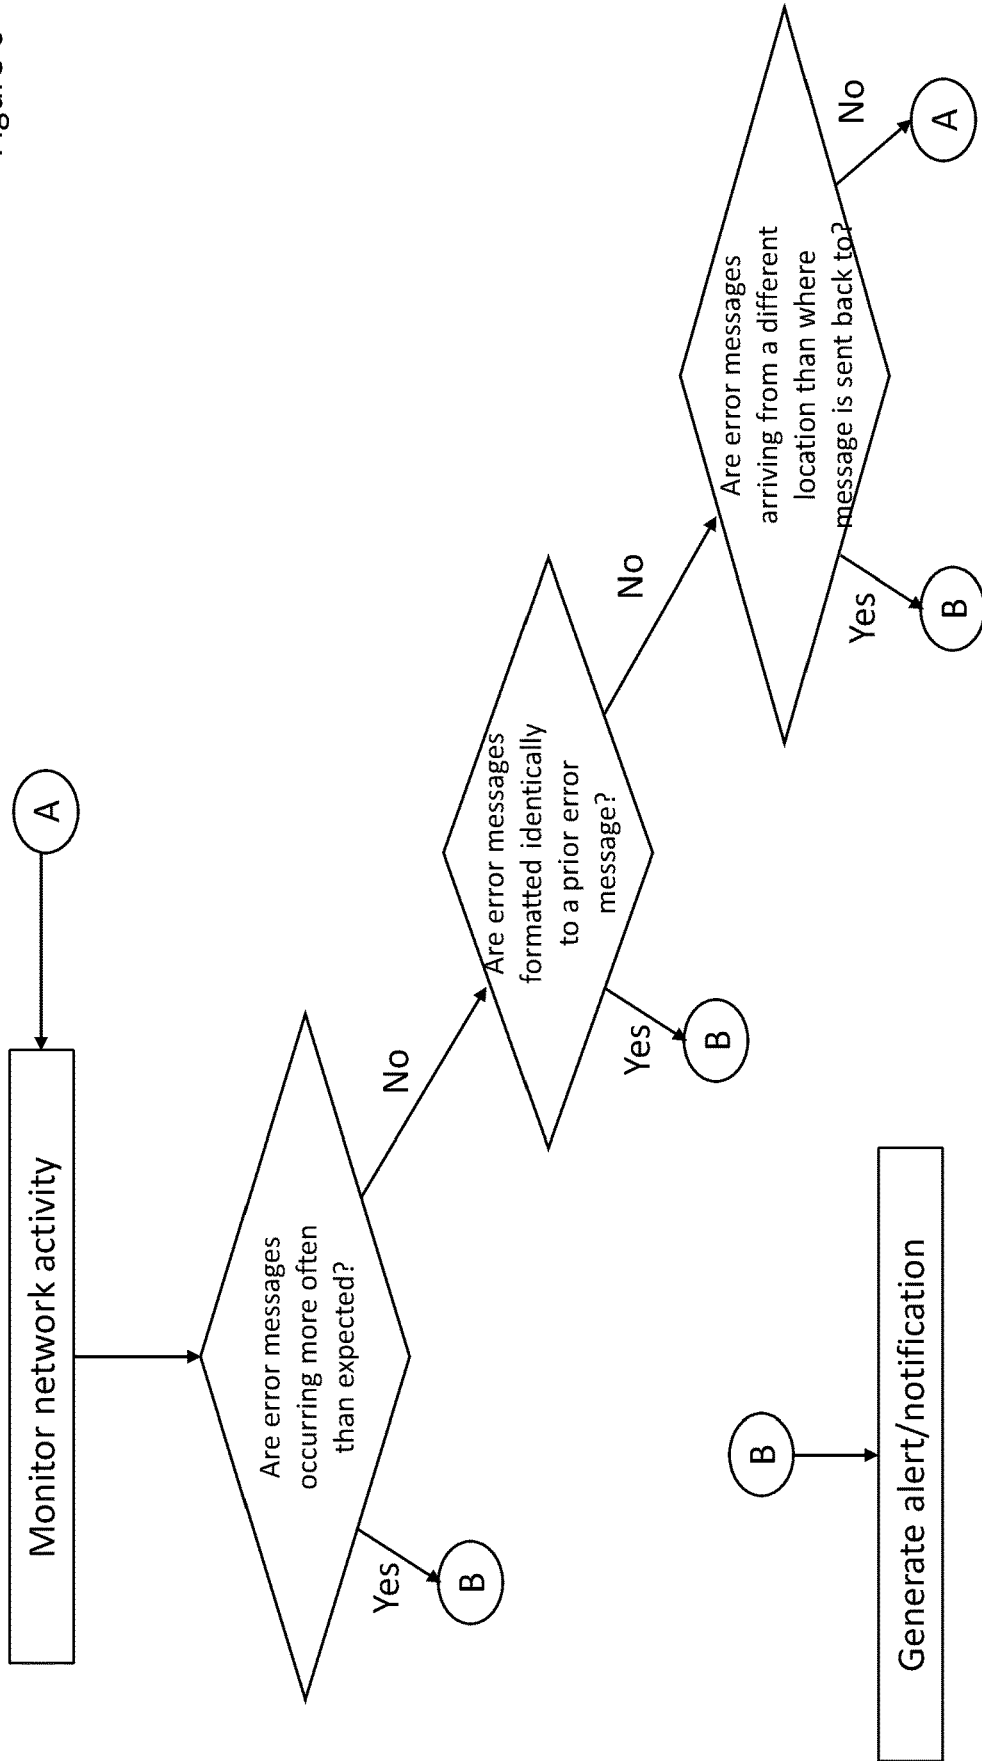 Figure
Monitor network activity
A
Are error messages
occurring more often
than expected?
Yes
B
No
Are error messages
formatted identically
to a prior error
message?
Yes
B
No
Are error messages
arriving from a different
location than where
message is sent back to?
Yes
B
No
A
B
Generate alert/notification